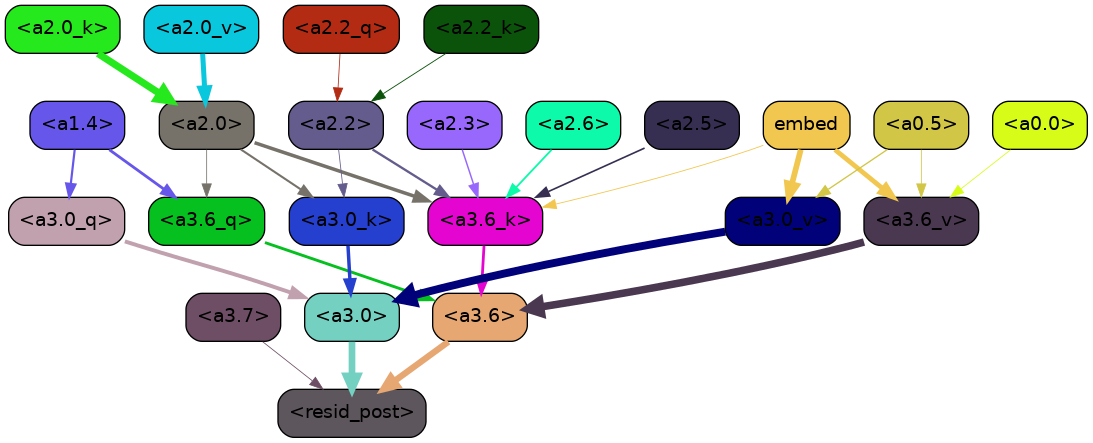 <a2.0_k> <a2.0_v> <a2.2_q> <a2.2_k>
<a1.4> <a2.0> <a2.2> <a2.3> <a2.6> <a2.5> embed <a0.5> <a0.0>
<a3.0_q> <a3.6_q> <a3.0_k> <a3.6_k> <a3.0_v> <a3.6_v>
<a3.7> <a3.0> <a3.6>
<resid_post>